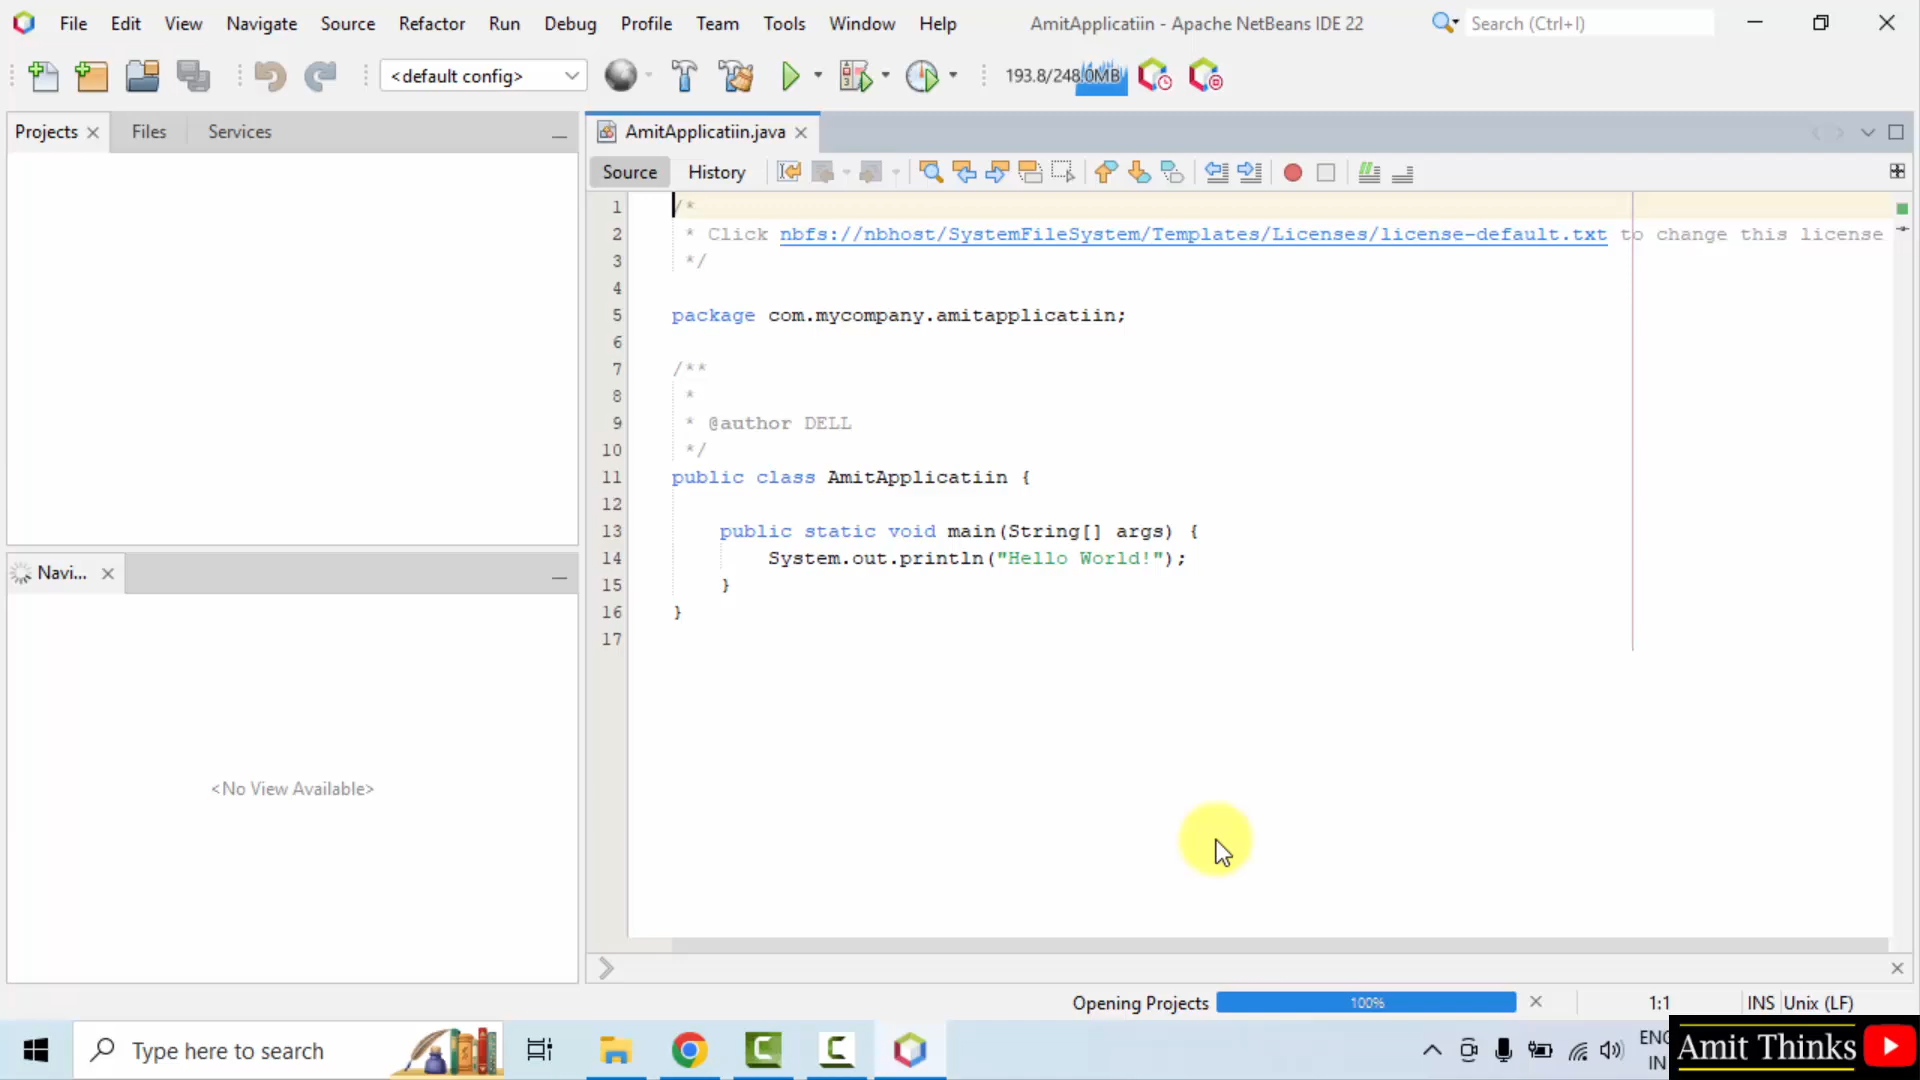 File Edit View Navigate Source Refactor Run Debug Profile Team Tools Window Help AmitApplicatiin - Apache NetBeans IDE 22 Search (Ctrl+I)
<default config> 193.8/248.0MB
Projects Files Services AmitApplicatiin.java
Source History
1 /*
2 * Click nbfs://nbhost/SystemFileSystem/Templates/Licenses/license-default.txt to change this license
3 */
4
5 package com.mycompany.amitapplicatiin;
6
7 /**
8 *
9 * @author DELL
10 */
11 public class AmitApplicatiin {
12
13 public static void main(String[] args) {
14 System.out.println("Hello World!");
15 }
16 }
17
Navi...
<No View Available>
Opening Projects 100% 1:1 INS Unix (LF)
Type here to search
ENG
IN
Amit Thinks